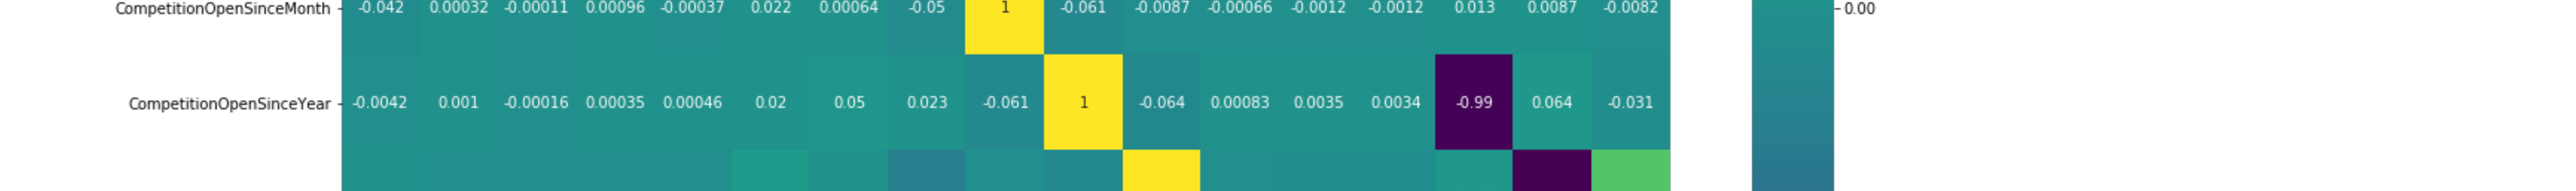 CompetitionOpenSinceMonth -0.042 0.00032 -0.00011 0.00096 -0.00037 0.022 0.00064 -0.05 1 -0.061 -0.0087 -0.00066 -0.0012 -0.0012 0.013 0.0087 -0.0082 0.00
CompetitionOpenSinceYear -0.0042 0.001 -0.00016 0.00035 0.00046 0.02 0.05 0.023 -0.061 1 -0.064 0.00083 0.0035 0.0034 -0.99 0.064 -0.031